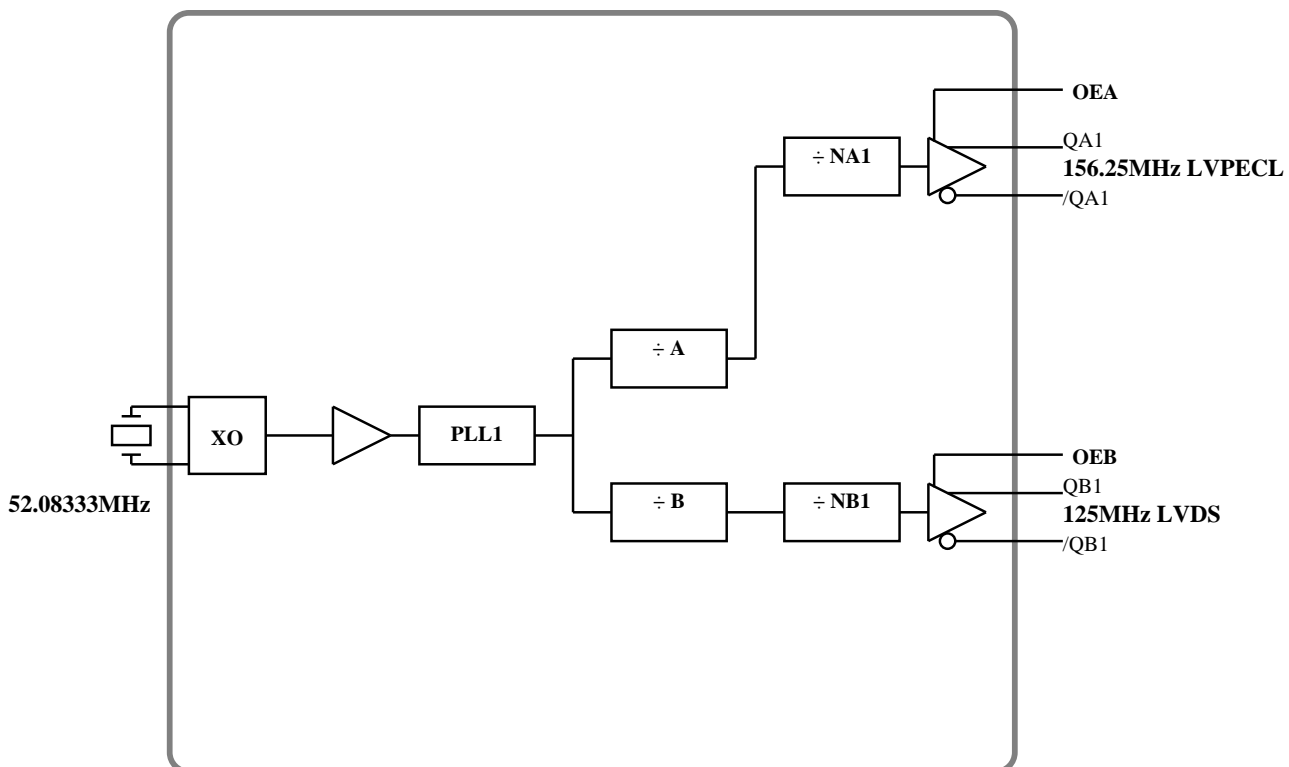 OEA
QA1
÷ NA1
156.25MHz LVPECL
/QA1
÷ A
XO
PLL1
OEB
QB1
52.08333MHz
÷ B
÷ NB1
125MHz LVDS
/QB1